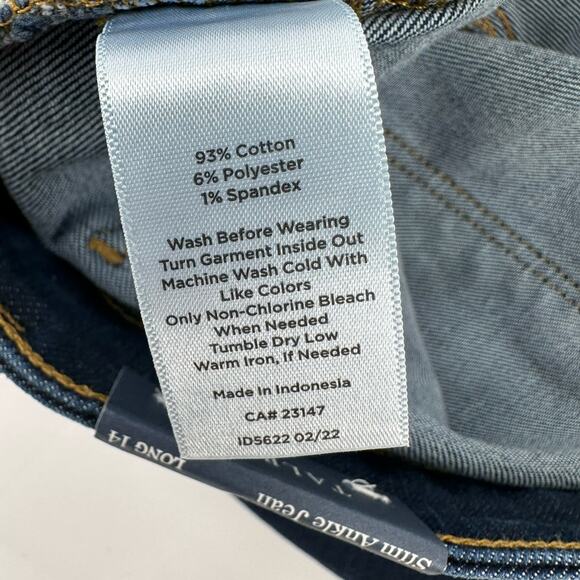 93% Cotton
6% Polyester
1% Spandex
Wash Before Wearing
Turn Garment Inside Out
Machine Wash Cold With
Like Colors
Only Non-Chlorine Bleach
When Needed
Tumble Dry Low
Warm Iron, If Needed
Made In Indonesia
CA# 23147
ID5622 02/22
LONG 14
Slim Ankle Jean